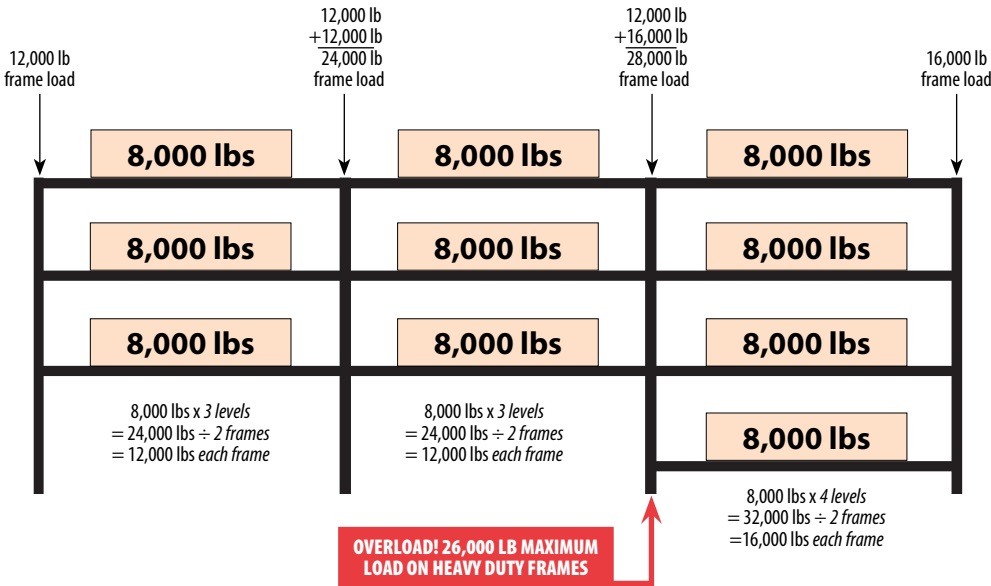 12,000 lb
frame load
12,000 lb
+12,000 lb
24,000 lb
frame load
12,000 lb
+16,000 lb
28,000 lb
frame load
16,000 lb
frame load
8,000 lbs
8,000 lbs
8,000 lbs
8,000 lbs
8,000 lbs
8,000 lbs
8,000 lbs
8,000 lbs
8,000 lbs
8,000 lbs x 3 levels
= 24,000 lbs ÷ 2 frames
= 12,000 lbs each frame
8,000 lbs x 3 levels
= 24,000 lbs ÷ 2 frames
= 12,000 lbs each frame
8,000 lbs
8,000 lbs x 4 levels
= 32,000 lbs ÷ 2 frames
=16,000 lbs each frame
OVERLOAD! 26,000 LB MAXIMUM
LOAD ON HEAVY DUTY FRAMES